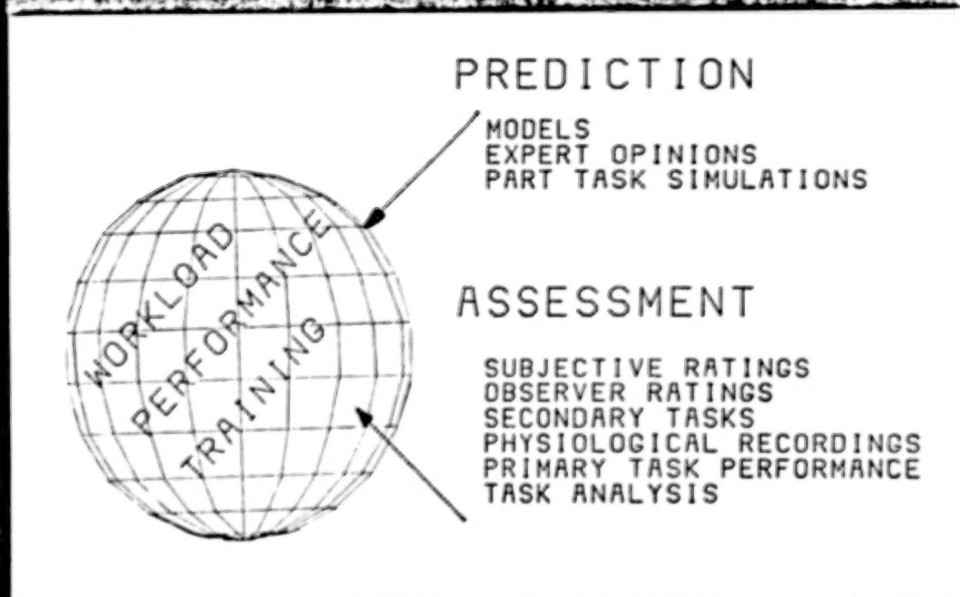 PREDICTION
MODELS
EXPERT OPINIONS
PART TASK SIMULATIONS
WORKLOAD
PERFORMANCE
TRAINING
ASSESSMENT
SUBJECTIVE RATINGS
OBSERVER RATINGS
SECONDARY TASKS
PHYSIOLOGICAL RECORDINGS
PRIMARY TASK PERFORMANCE
TASK ANALYSIS